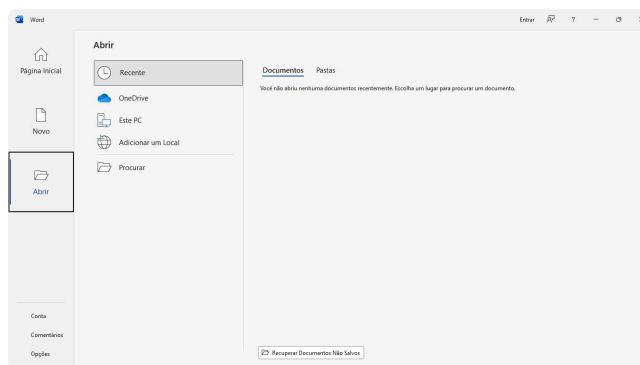 Word
Entrar
?
Página Inicial
Novo
Abrir
Conta
Comentários
Opções
Abrir
Recente
OneDrive
Este PC
Adicionar um Local
Procurar
Documentos Pastas
Você não abriu nenhuma documentos recentemente. Escolha um lugar para procurar um documento.
Recuperar Documentos Não Salvos